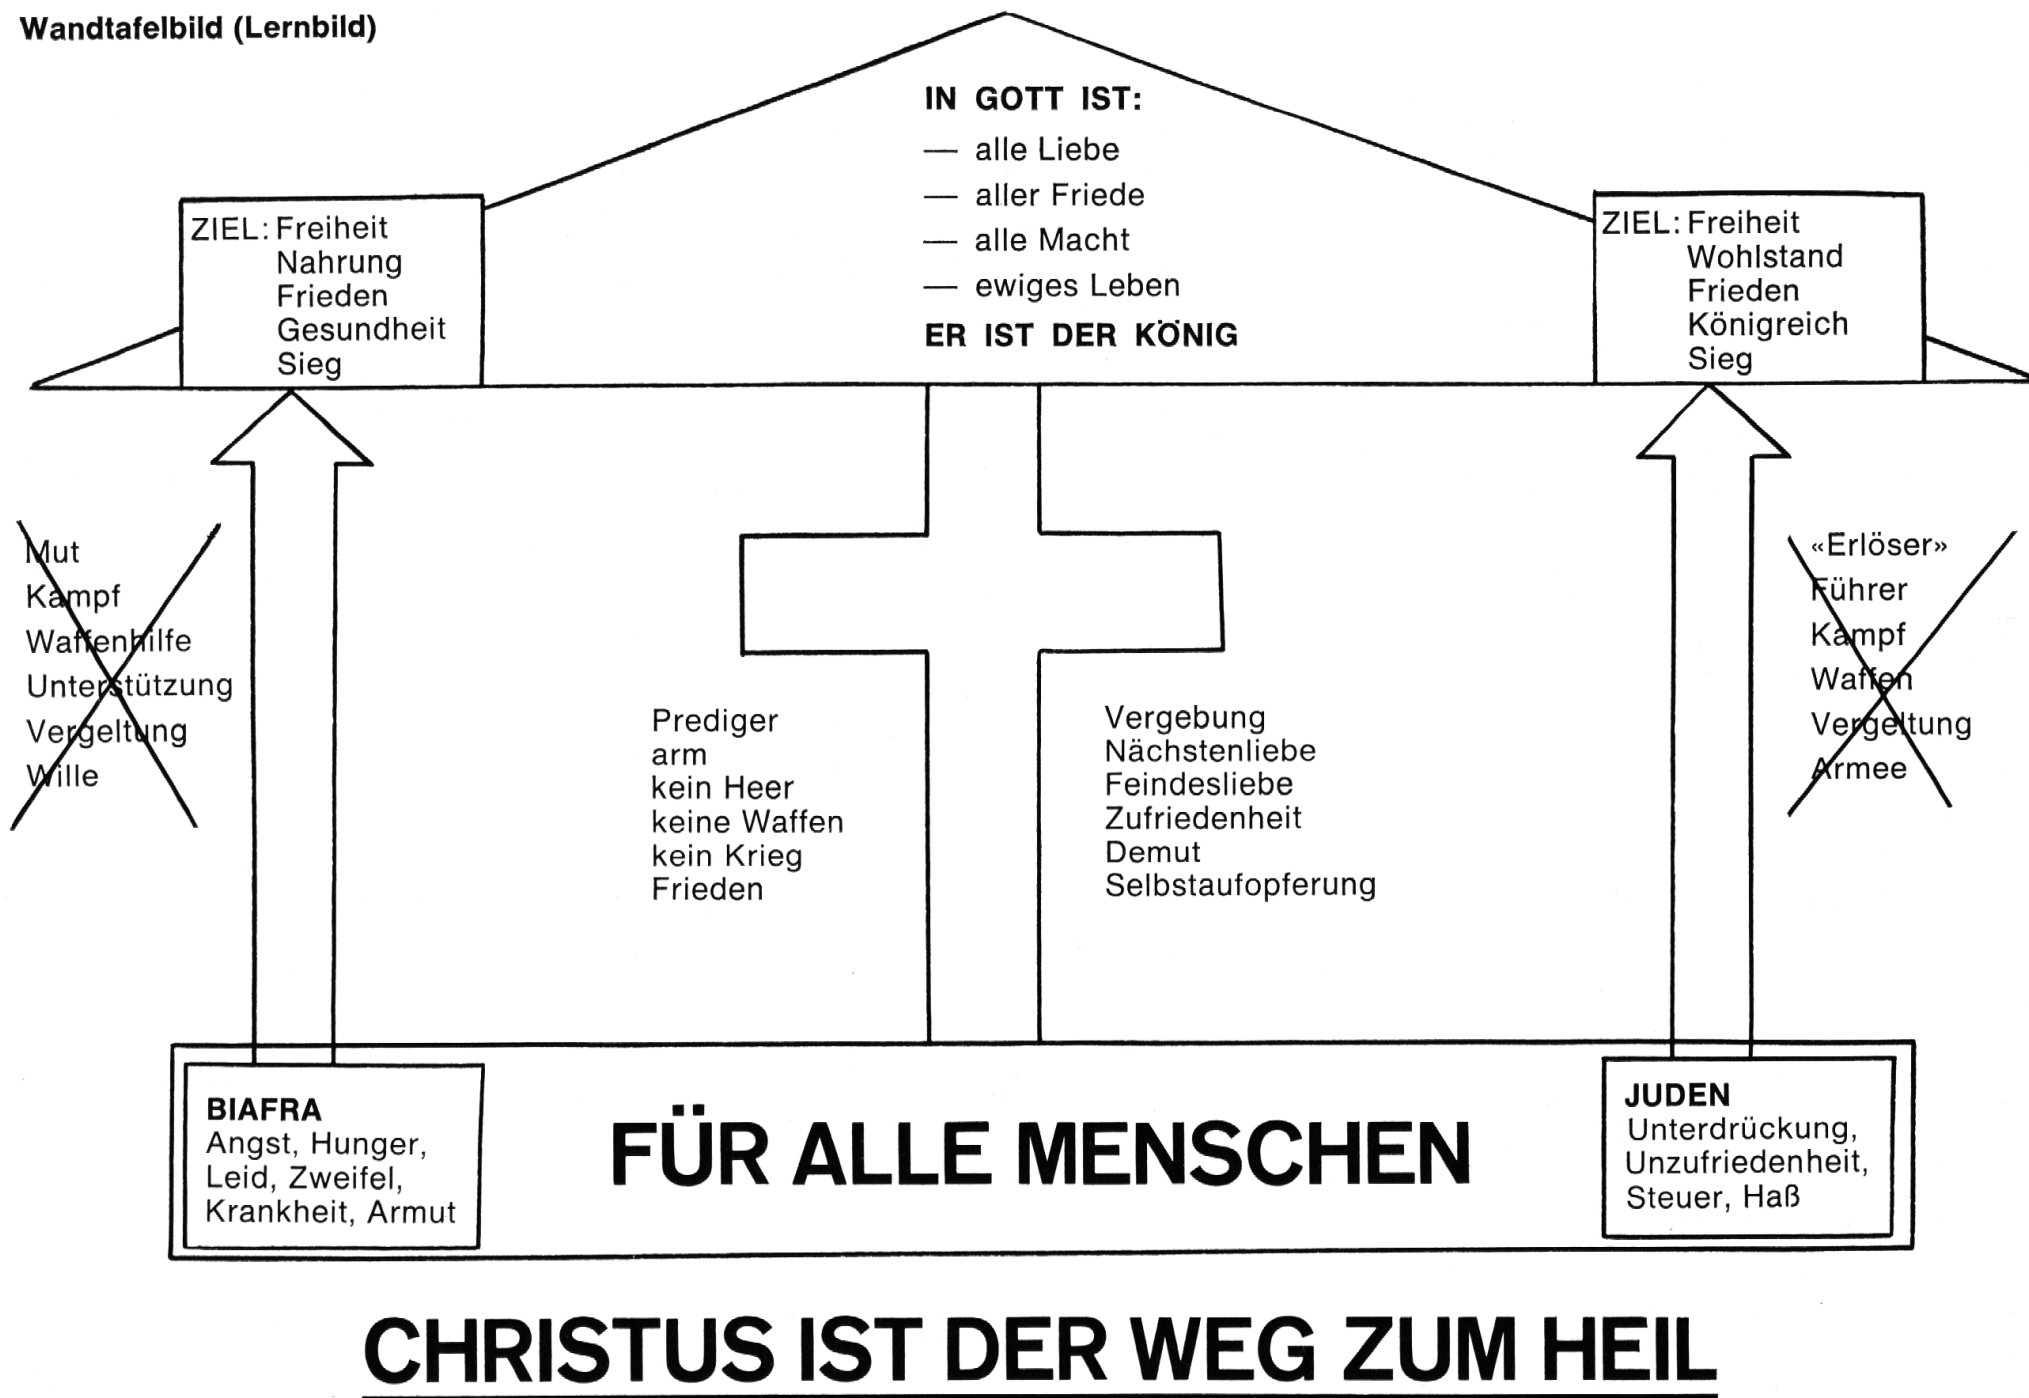 Wandtafelbild (Lernbild)
IN GOTT IST:
— alle Liebe
— aller Friede
— alle Macht
— ewiges Leben
ER IST DER KÖNIG
ZIEL: Freiheit
Nahrung
Frieden
Gesundheit
Sieg
ZIEL: Freiheit
Wohlstand
Frieden
Königreich
Sieg
Mut
Kampf
Waffenhilfe
Unterstützung
Vergeltung
Wille
Prediger
arm
kein Heer
keine Waffen
kein Krieg
Frieden
Vergebung
Nächstenliebe
Feindesliebe
Zufriedenheit
Demut
Selbstaufopferung
«Erlöser»
Führer
Kampf
Waffen
Vergeltung
Armee
BIAFRA
Angst, Hunger,
Leid, Zweifel,
Krankheit, Armut
FÜR ALLE MENSCHEN
JUDEN
Unterdrückung,
Unzufriedenheit,
Steuer, Haß
CHRISTUS IST DER WEG ZUM HEIL